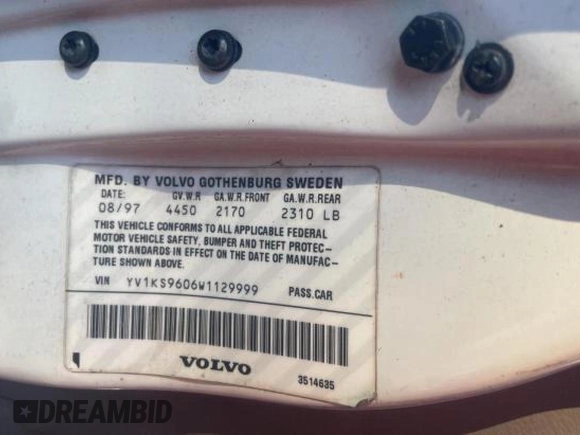 MFD. BY VOLVO GOTHENBURG SWEDEN
DATE: GV.W.R GA.W.R.FRONT GA.W.R.REAR
08/97 4450 2170 2310 LB
THIS VEHICLE CONFORMS TO ALL APPLICABLE FEDERAL
MOTOR VEHICLE SAFETY, BUMPER AND THEFT PROTEC-
TION STANDARDS IN EFFECT ON THE DATE OF MANUFAC-
TURE SHOWN ABOVE.
VIN YV1KS9606W1129999 PASS.CAR
VOLVO
3514635
DREAMBID